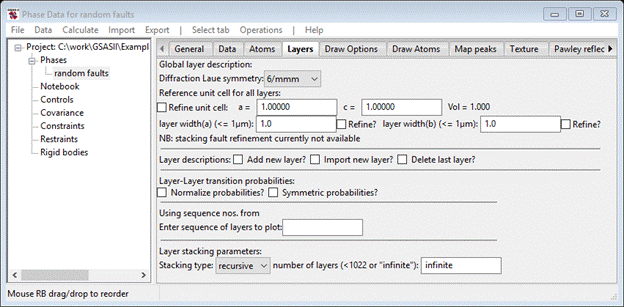 Phase Data for random faults
File Data Calculate Import Export | Select tab Operations | Help
Project: C:\work\GSASII\Exampl
Phases
random faults
Notebook
Controls
Covariance
Constraints
Restraints
Rigid bodies
General Data Atoms Layers Draw Options Draw Atoms Map peaks Texture Pawley reflec
Global layer description:
Diffraction Laue symmetry: 6/mmm
Reference unit cell for all layers:
Refine unit cell: a = 1.00000 c = 1.00000 Vol = 1.000
layer width(a) (<= 1μm): 1.0 Refine? layer width(b) (<= 1μm): 1.0 Refine?
NB: stacking fault refinement currently not available
Layer descriptions: Add new layer? Import new layer? Delete last layer?
Layer-Layer transition probabilities:
Normalize probabilities? Symmetric probabilities?
Using sequence nos. from
Enter sequence of layers to plot:
Layer stacking parameters:
Stacking type: recursive number of layers (<1022 or "infinite"): infinite
Mouse RB drag/drop to reorder